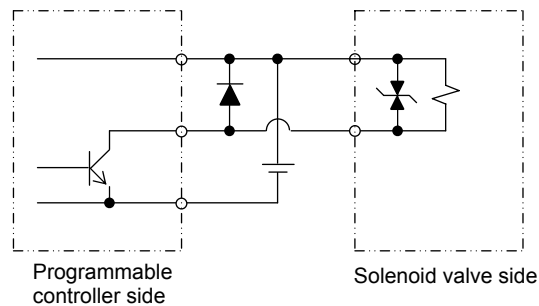 Programmable
controller side
Solenoid valve side